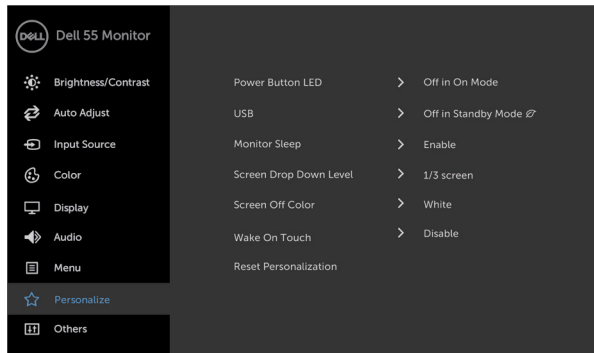 DELL Dell 55 Monitor
Brightness/Contrast
Auto Adjust
Input Source
Color
Display
Audio
Menu
Personalize
Others
Power Button LED > Off in On Mode
USB > Off in Standby Mode
Monitor Sleep > Enable
Screen Drop Down Level > 1/3 screen
Screen Off Color > White
Wake On Touch > Disable
Reset Personalization